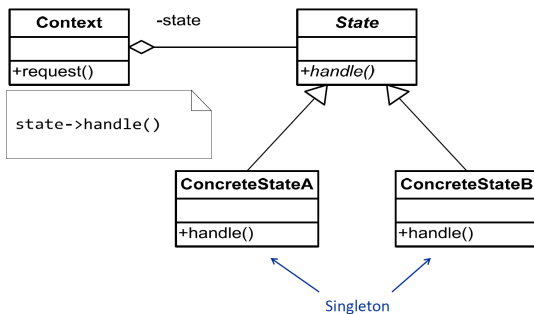 Context
-state
State
+request()
+handle()
state->handle()
ConcreteStateA
ConcreteStateB
+handle()
+handle()
Singleton